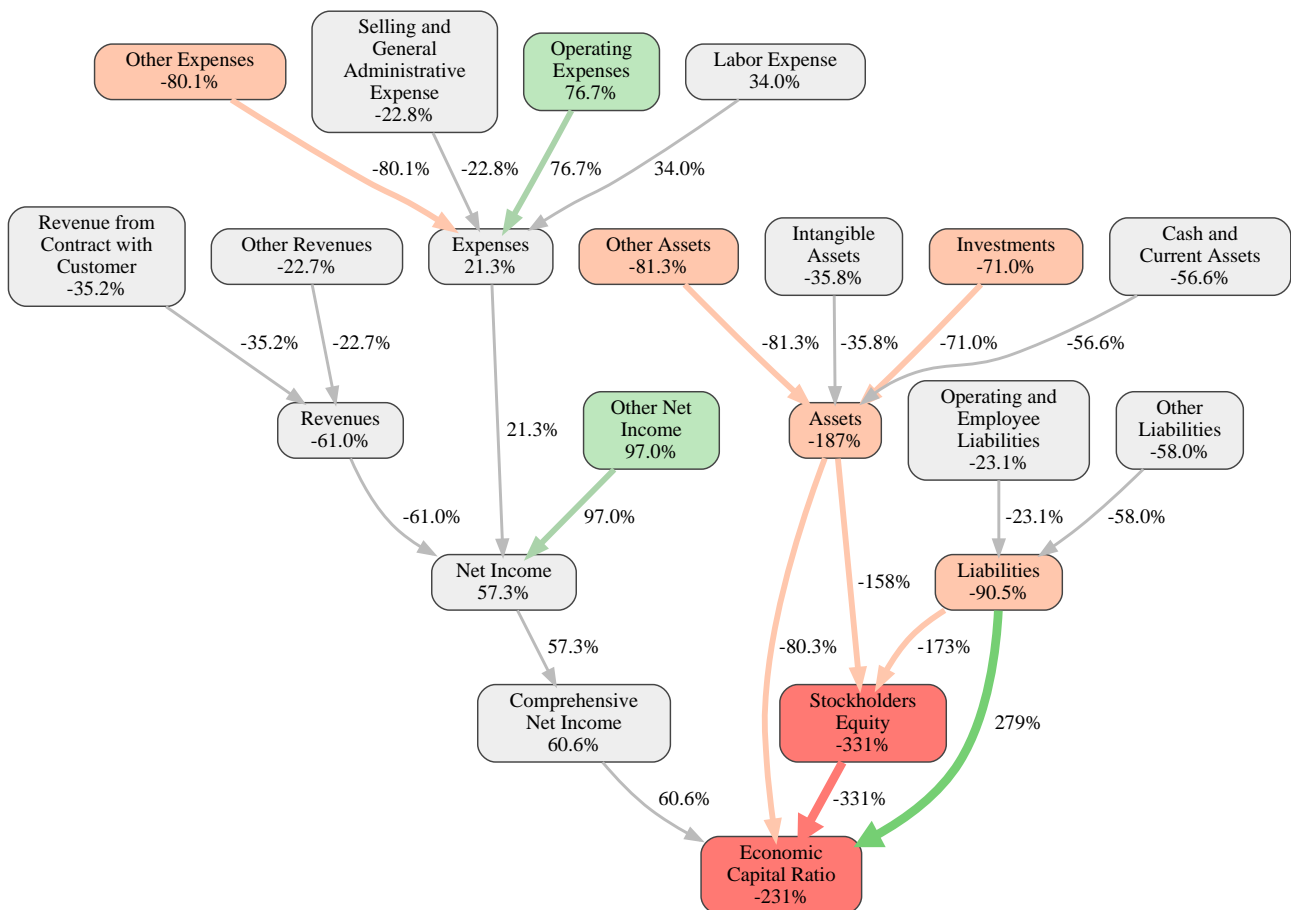 Other Expenses
-80.1%
Selling and
General
Administrative
Expense
-22.8%
Operating
Expenses
76.7%
Labor Expense
34.0%
-80.1%
-22.8%
76.7%
34.0%
Revenue from
Contract with
Customer
-35.2%
Other Revenues
-22.7%
Expenses
21.3%
Other Assets
-81.3%
Intangible
Assets
-35.8%
Investments
-71.0%
Cash and
Current Assets
-56.6%
-35.2%
-22.7%
-81.3%
-35.8%
-71.0%
-56.6%
Revenues
-61.0%
21.3%
Other Net
Income
97.0%
Assets
-187%
Operating and
Employee
Liabilities
-23.1%
Other
Liabilities
-58.0%
-61.0%
97.0%
-23.1%
-58.0%
Net Income
57.3%
-158%
Liabilities
-90.5%
57.3%
-80.3%
-173%
Comprehensive
Net Income
60.6%
Stockholders
Equity
-331%
279%
60.6%
-331%
Economic
Capital Ratio
-231%